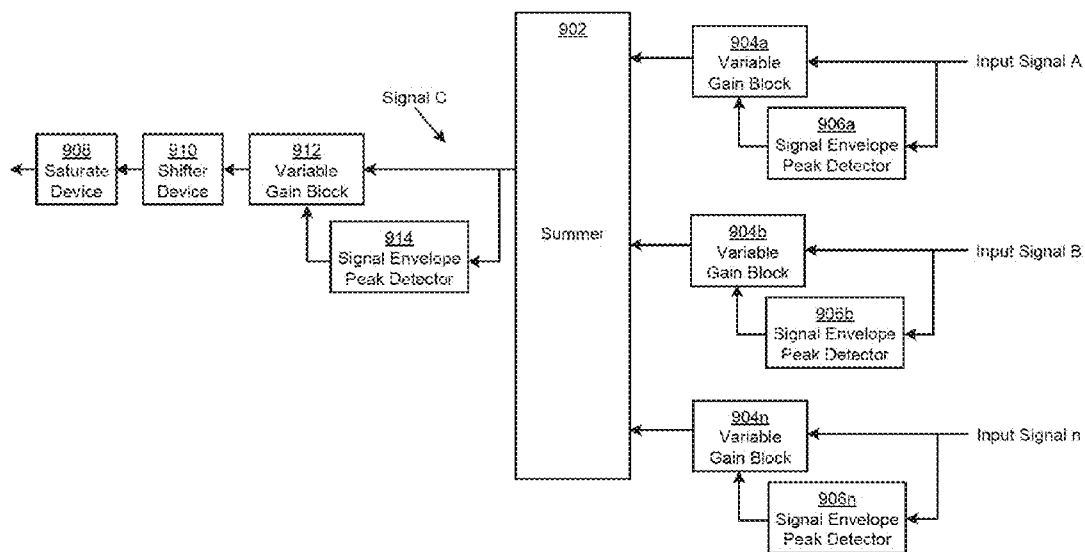 902
Summer
904a
Variable
Gain Block
Input Signal A
906a
Signal Envelope
Peak Detector
Signal C
908
Saturate
Device
910
Shifter
Device
912
Variable
Gain Block
914
Signal Envelope
Peak Detector
904b
Variable
Gain Block
Input Signal B
906b
Signal Envelope
Peak Detector
904n
Variable
Gain Block
Input Signal n
906n
Signal Envelope
Peak Detector